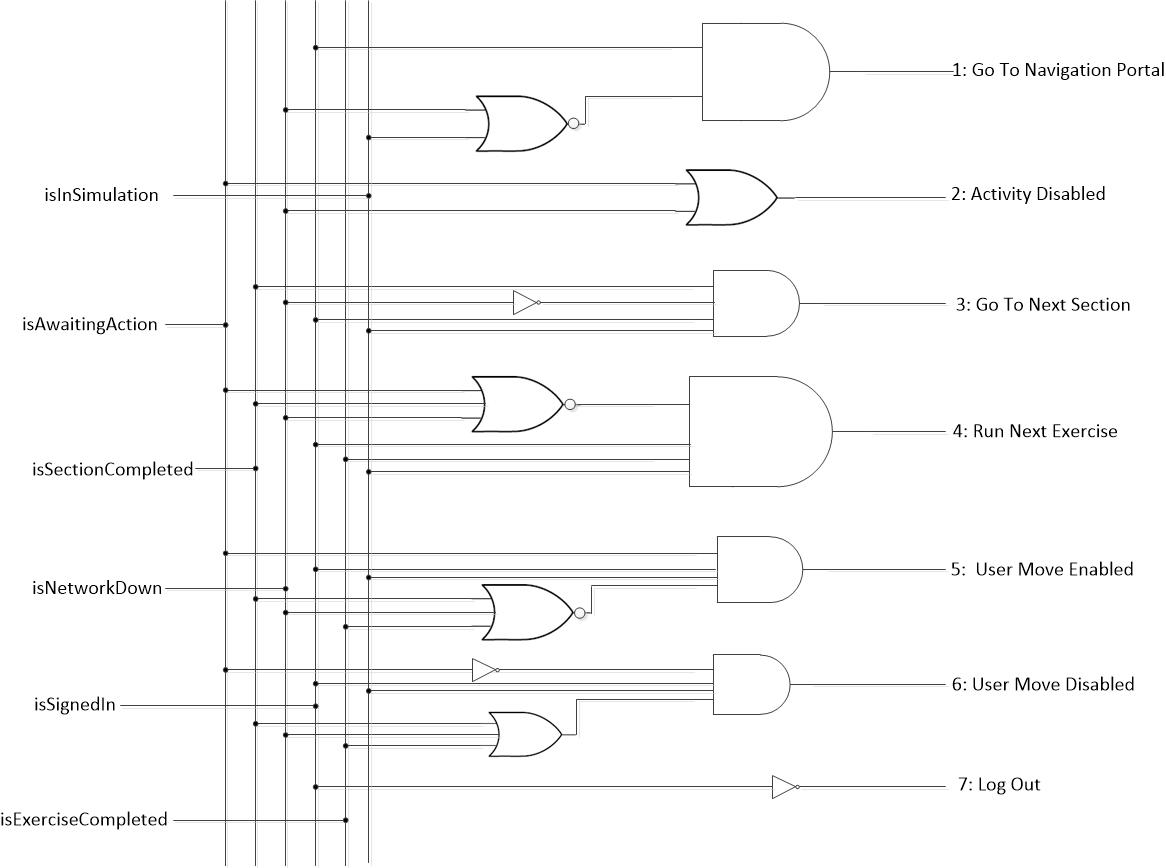 1: Go To Navigation Portal
isInSimulation
2: Activity Disabled
3: Go To Next Section
isAwaitingAction
4: Run Next Exercise
isSectionCompleted
5: User Move Enabled
isNetworkDown
6: User Move Disabled
isSignedIn
7: Log Out
isExerciseCompleted